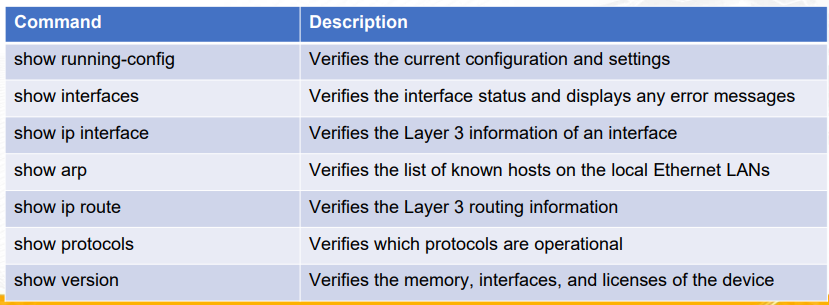 Command Description
show running-config Verifies the current configuration and settings
show interfaces Verifies the interface status and displays any error messages
show ip interface Verifies the Layer 3 information of an interface
show arp Verifies the list of known hosts on the local Ethernet LANs
show ip route Verifies the Layer 3 routing information
show protocols Verifies which protocols are operational
show version Verifies the memory, interfaces, and licenses of the device